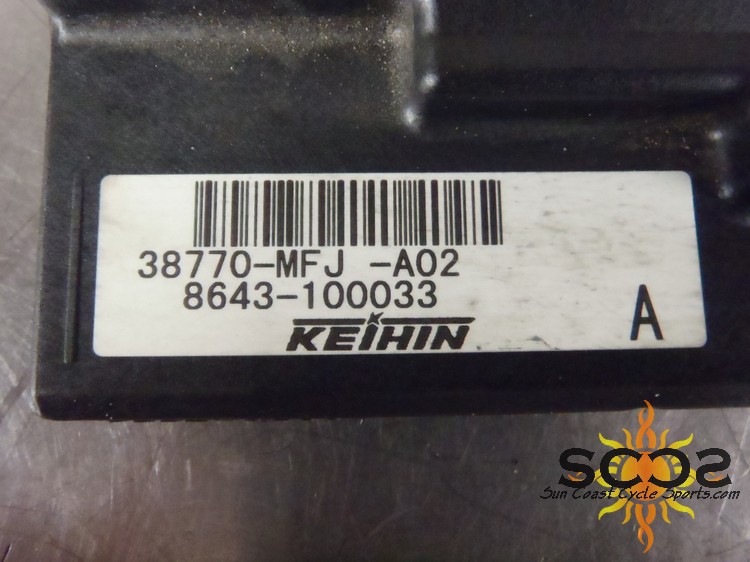 38770-MFJ -A02
8643-100033
KEIHIN
A
SCCS
Sun Coast Cycle Sports.com